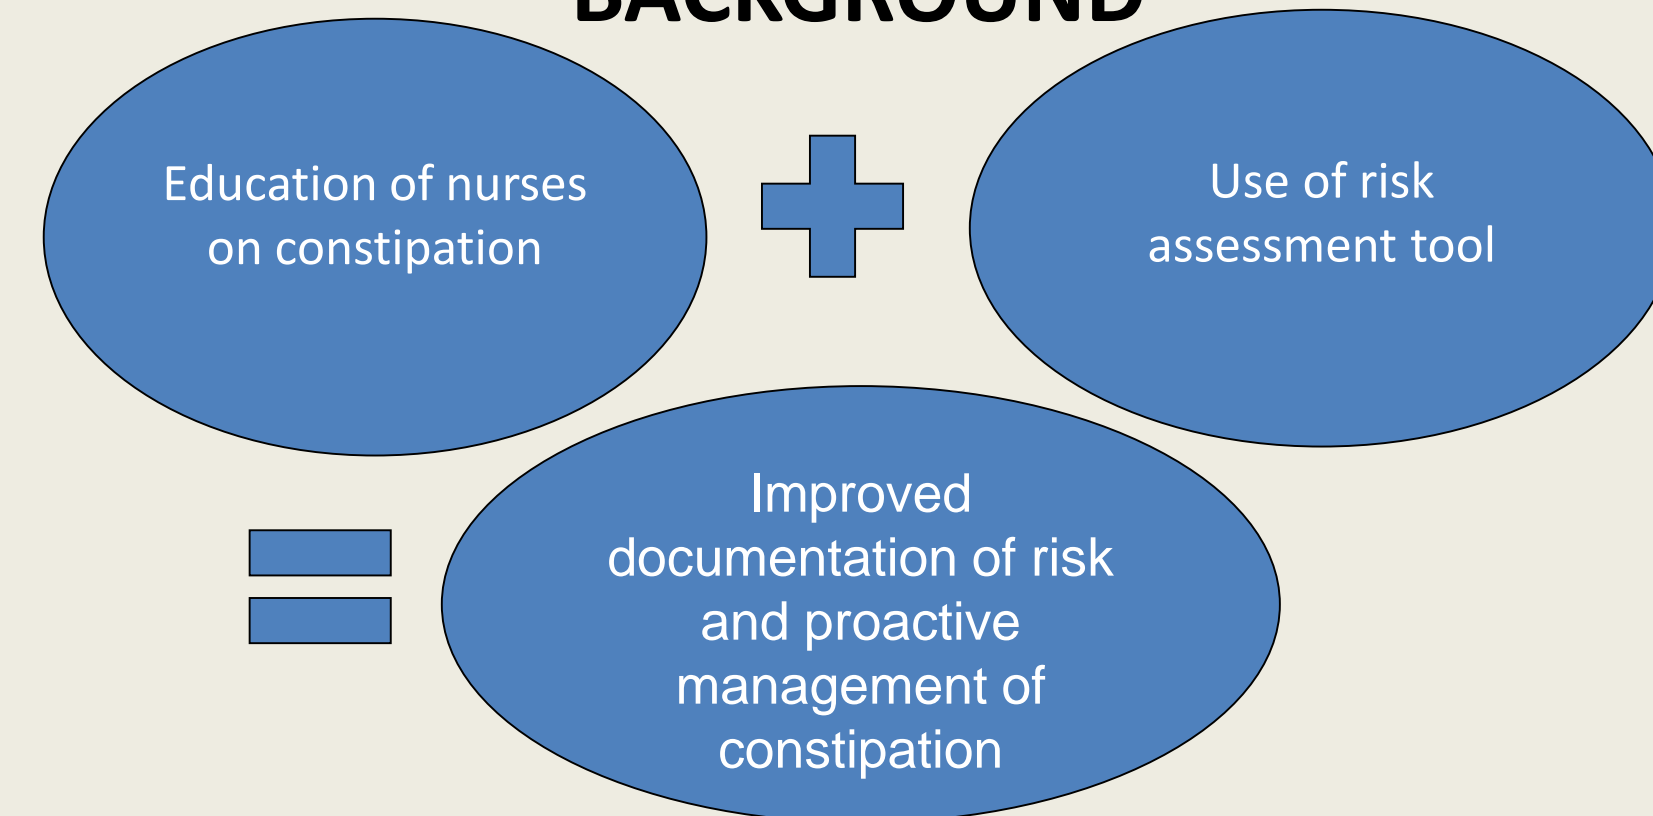 BACKGROUND
Education of nurses
on constipation
Use of risk
assessment tool
Improved
documentation of risk
and proactive
management of
constipation